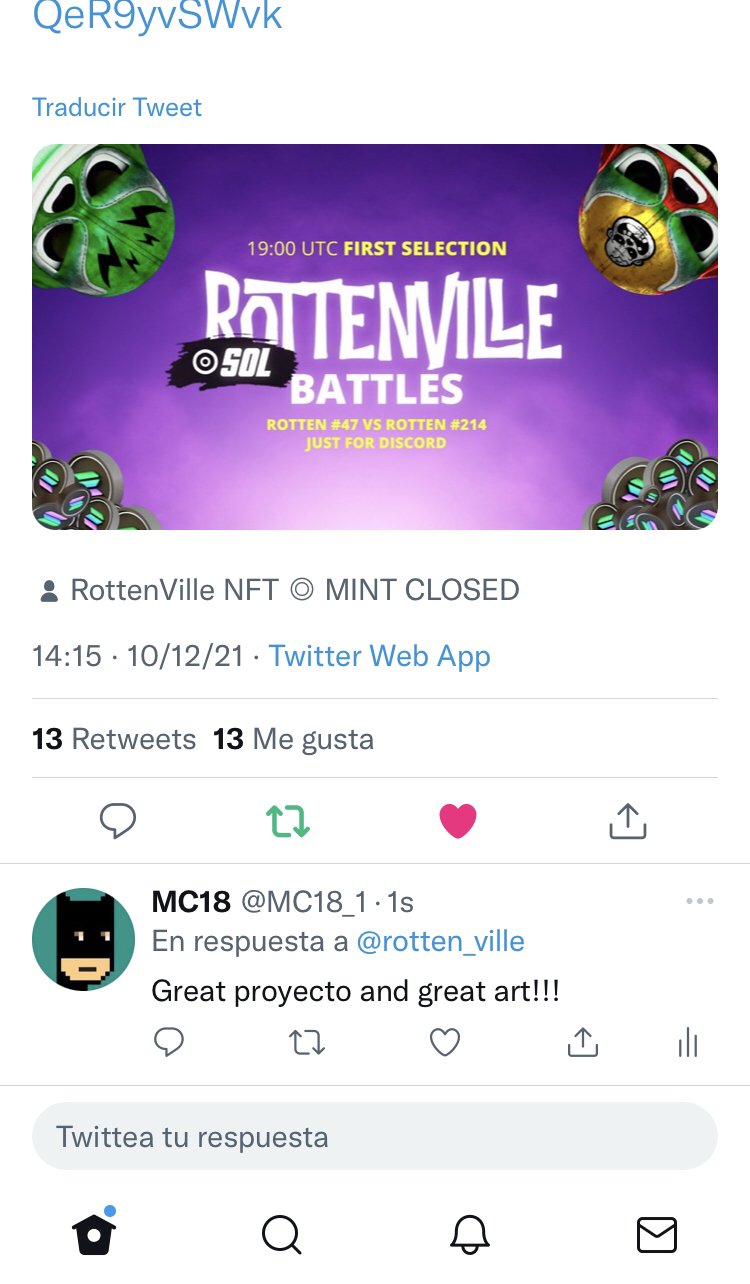 QeR9yvSWvk
Traducir Tweet
19:00 UTC FIRST SELECTION
ROTTENVILLE
SOL
BATTLES
ROTTEN #47 VS ROTTEN #214
JUST FOR DISCORD
RottenVille NFT ◎ MINT CLOSED
14:15 · 10/12/21 · Twitter Web App
13 Retweets 13 Me gusta
MC18 @MC18_1 · 1s
En respuesta a @rotten_ville
Great proyecto and great art!!!
Twittea tu respuesta